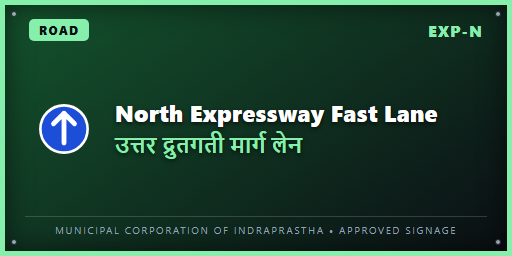 ROAD
EXP-N
North Expressway Fast Lane
उत्तर द्रुतगती मार्ग लेन
MUNICIPAL CORPORATION OF INDRAPRASTHA • APPROVED SIGNAGE